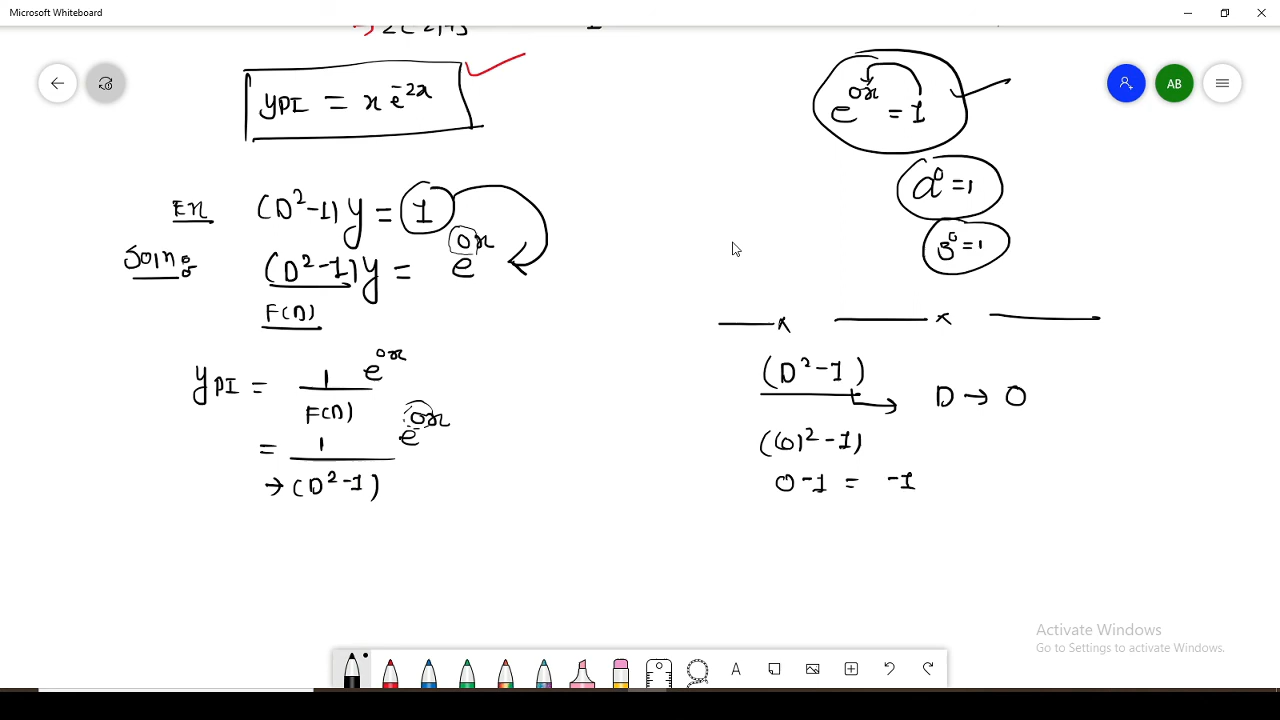 Microsoft Whiteboard
yPI = x e^-2x
e^0x = 1
a^0 = 1
Ex (D²-1)y = 1
8^0 = 1
Soln: (D²-1)y = e^0x
F(D)
yPI = 1/F(D) e^0x
= 1/(D²-1) e^0x
(D²-1)
D → 0
((0)²-1)
0-1 = -1
AB
A
Activate Windows
Go to Settings to activate Windows.